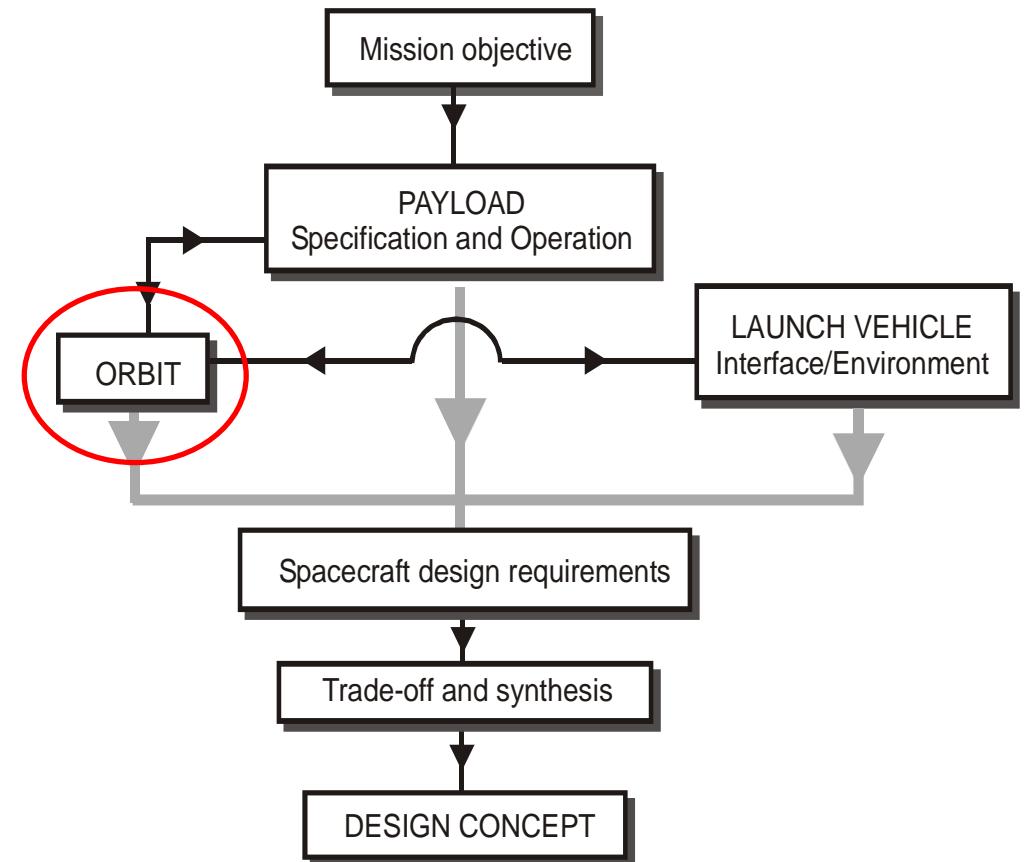 Mission objective
PAYLOAD
Specification and Operation
LAUNCH VEHICLE
Interface/Environment
ORBIT
Spacecraft design requirements
Trade-off and synthesis
DESIGN CONCEPT